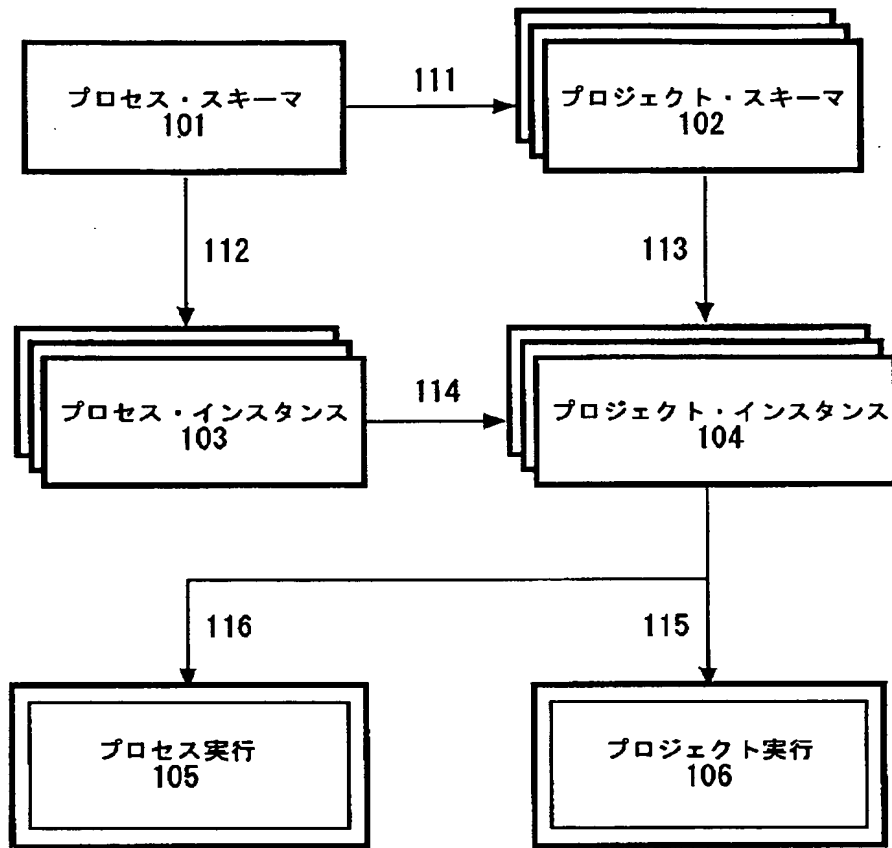 プロセス・スキーマ
101
111
プロジェクト・スキーマ
102
112
113
プロセス・インスタンス
103
114
プロジェクト・インスタンス
104
116
115
プロセス実行
105
プロジェクト実行
106